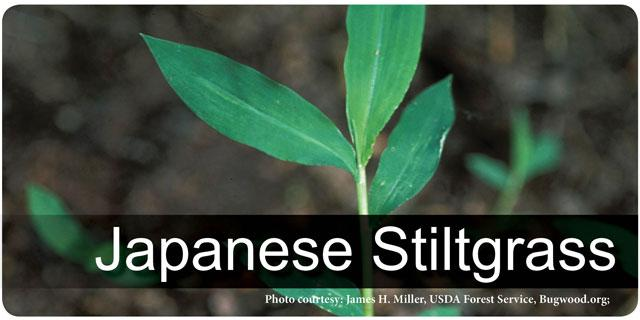 Japanese Stiltgrass
Photo courtesy: James H. Miller, USDA Forest Service, Bugwood.org;